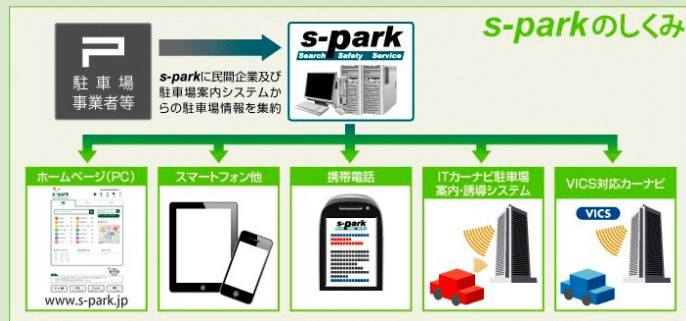 s-parkのしくみ
P
駐車場
事業者等
s-parkに民間企業及び
駐車場案内システムか
らの駐車場情報を集約
s-park
Search Safety Service
ホームページ(PC)
s-park
www.s-park.jp
スマートフォン他
携帯電話
s-park
ITカーナビ駐車場
案内・誘導システム
VICS対応カーナビ
VICS